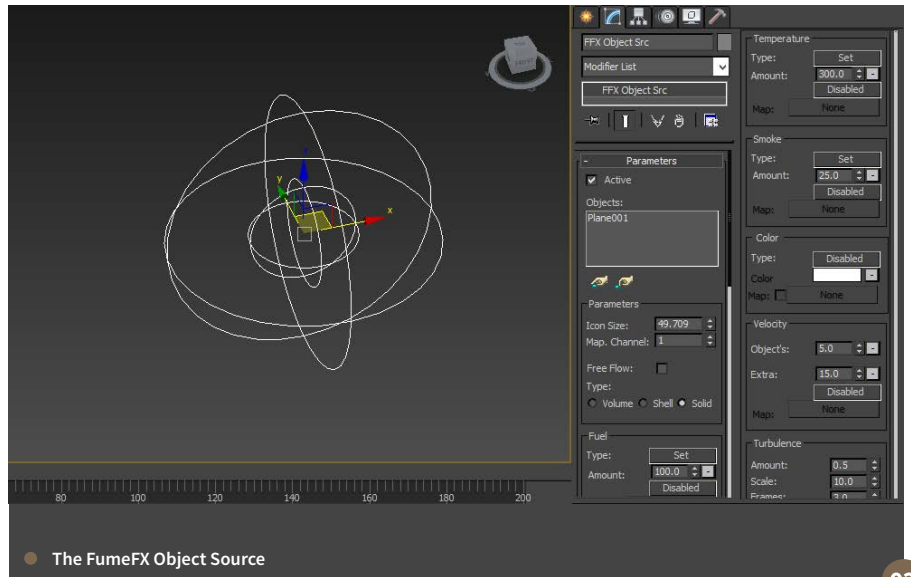 FFX Object Src
Modifier List
FFX Object Src
- Parameters
Active
Objects:
Plane001
Parameters
Icon Size: 49.709
Map. Channel: 1
Free Flow:
Type:
Volume Shell Solid
Fuel
Type: Set
Amount: 100.0 -
Disabled
Temperature
Type: Set
Amount: 300.0 -
Disabled
Map: None
Smoke
Type: Set
Amount: 25.0 -
Disabled
Map: None
Color
Type: Disabled
Color -
Map: None
Velocity
Object's: 5.0 -
Extra: 15.0 -
Disabled
Map: None
Turbulence
Amount: 0.5
Scale: 10.0
Frames: 3.0
z
y
x
80 100 120 140 160 180 200
The FumeFX Object Source